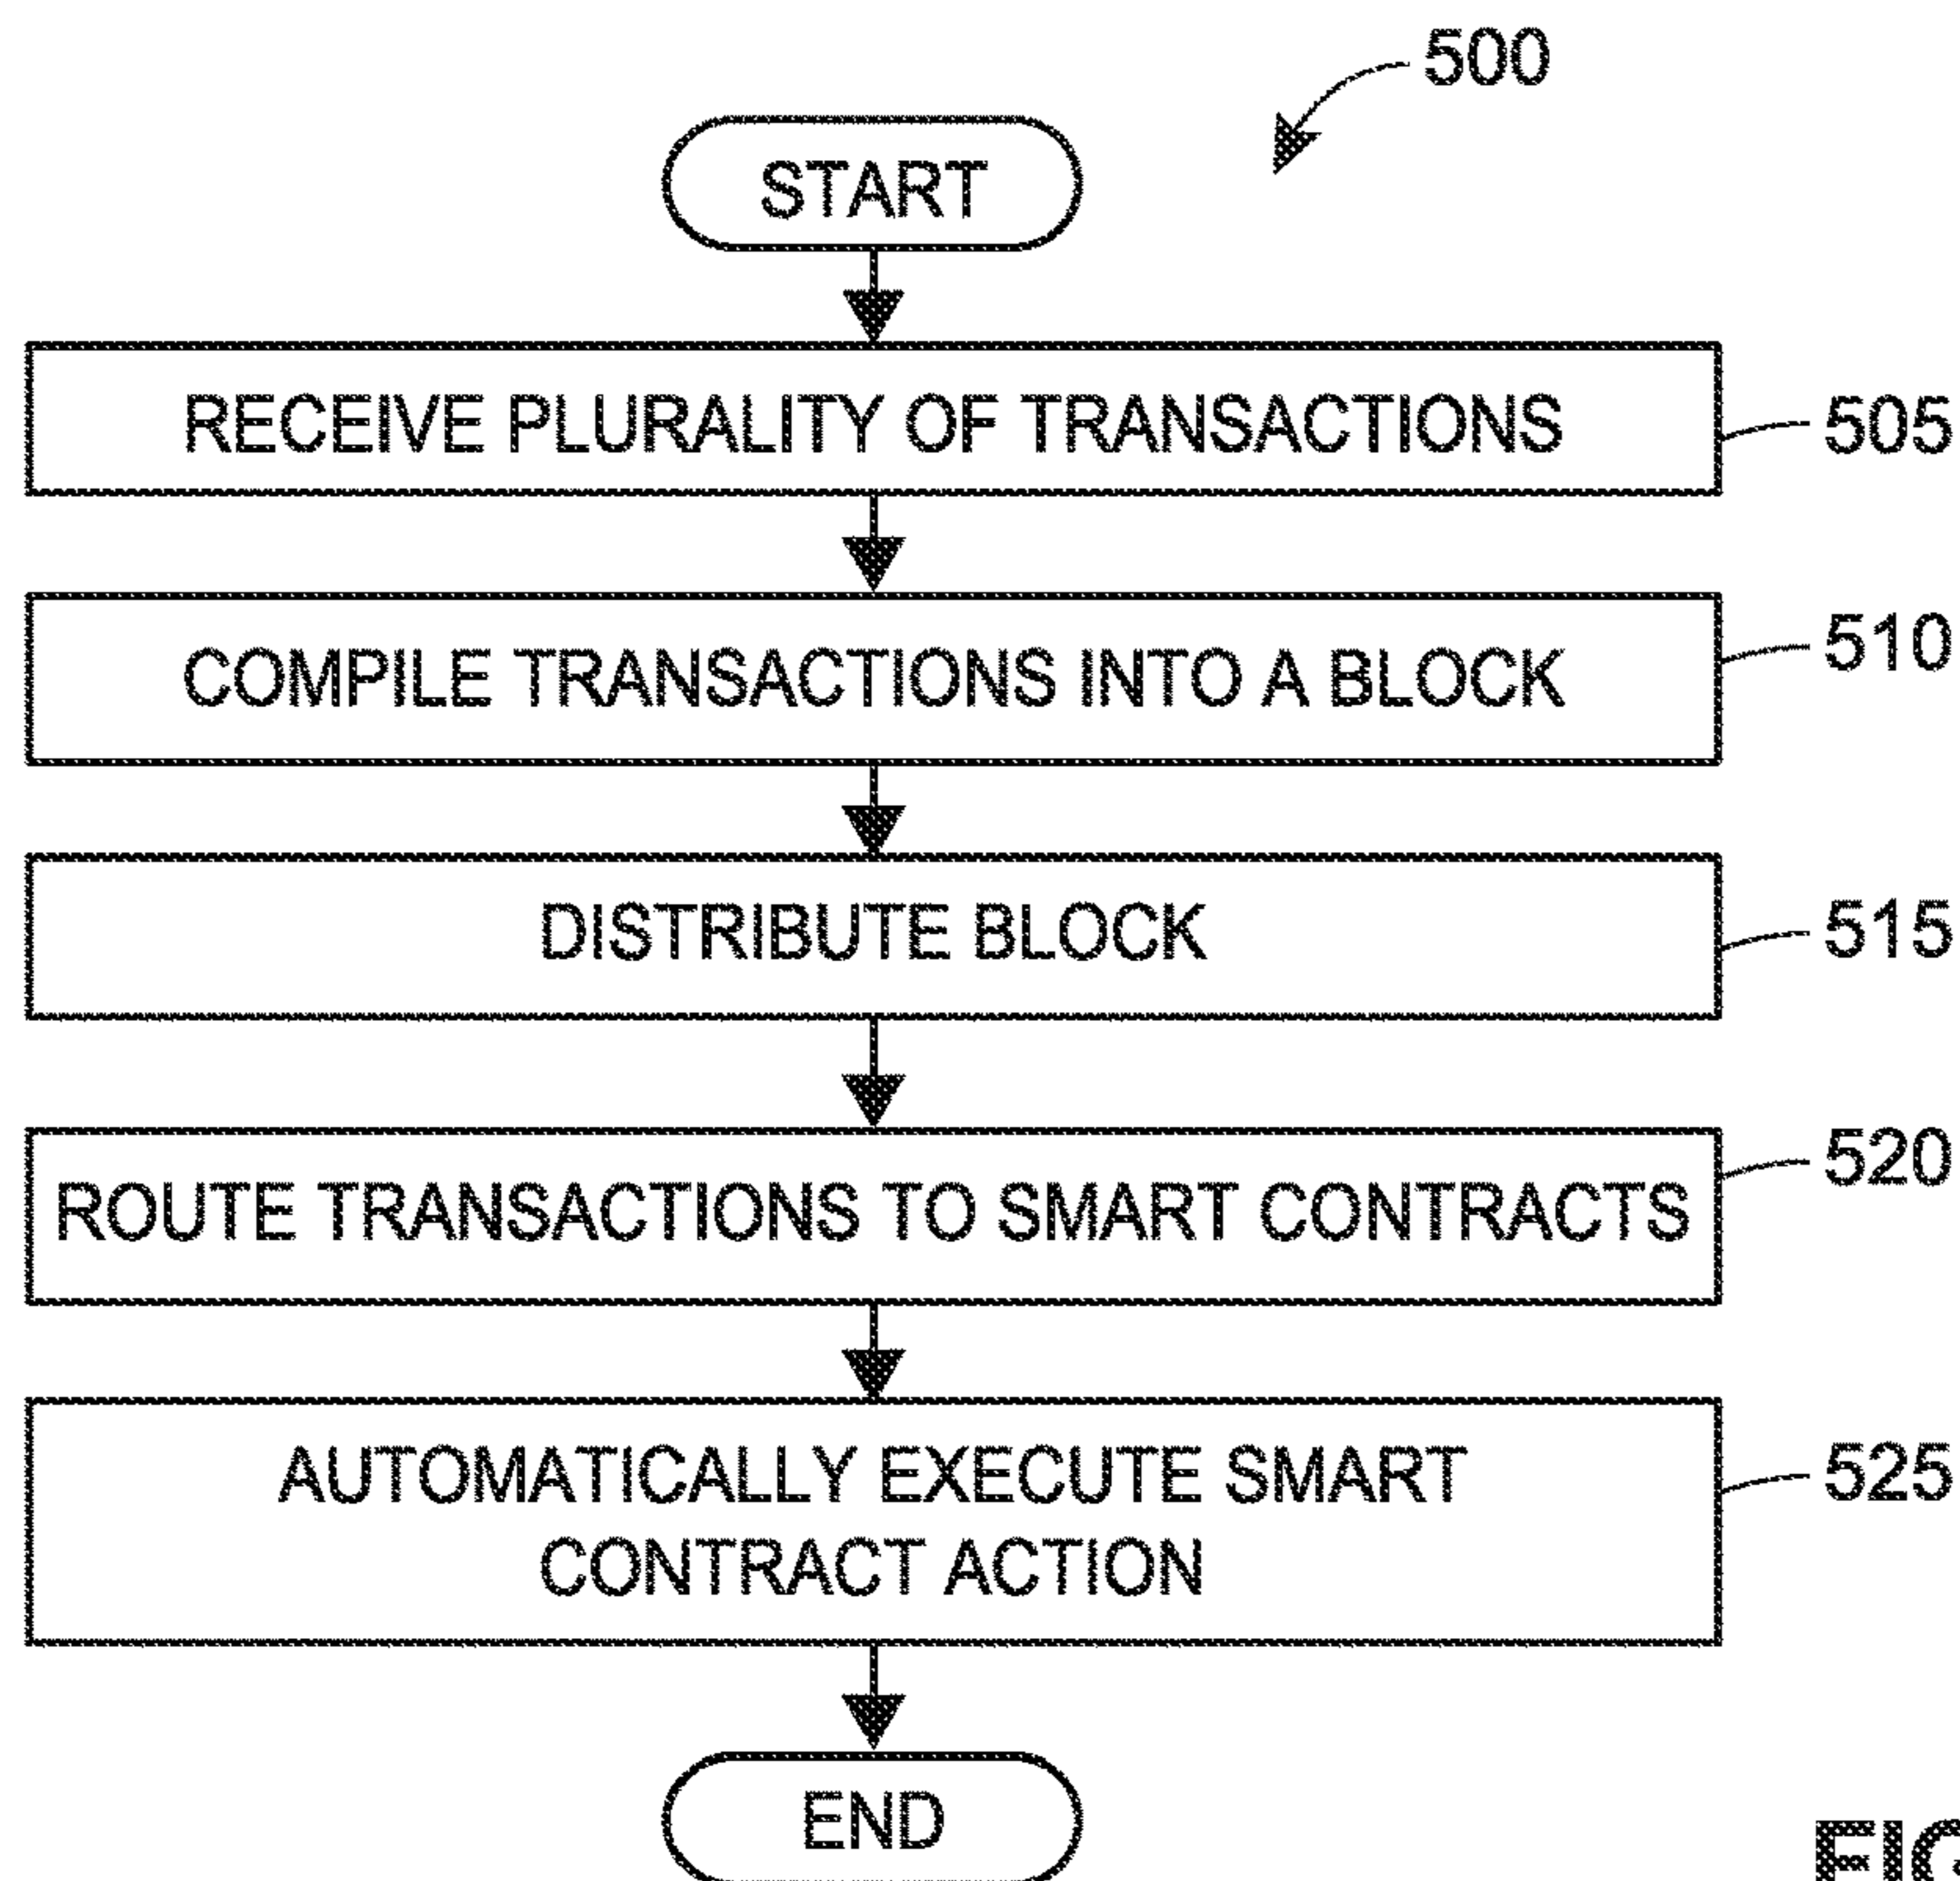 500
START
RECEIVE PLURALITY OF TRANSACTIONS
505
COMPILE TRANSACTIONS INTO A BLOCK
510
DISTRIBUTE BLOCK
515
ROUTE TRANSACTIONS TO SMART CONTRACTS
520
AUTOMATICALLY EXECUTE SMART
CONTRACT ACTION
525
END